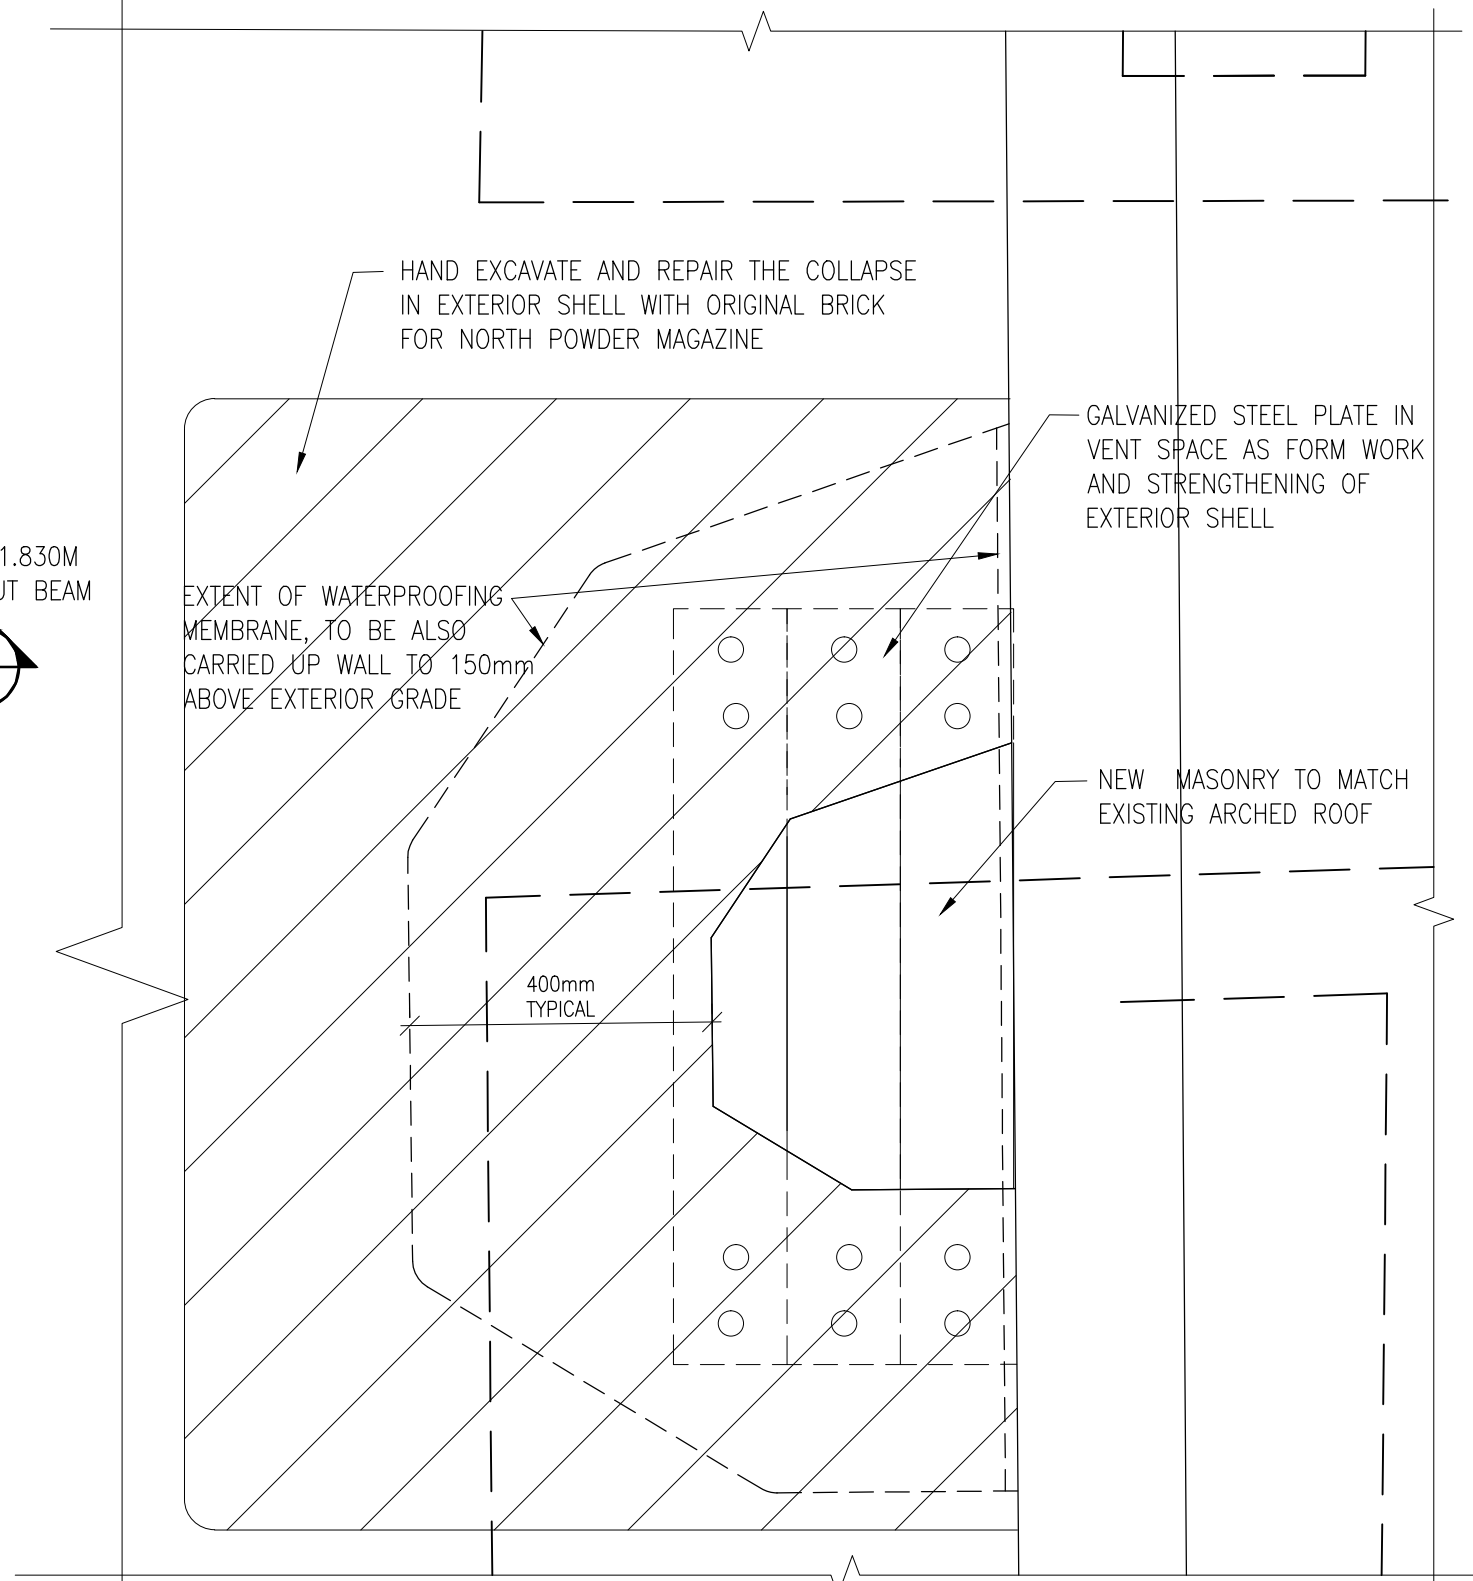 HAND EXCAVATE AND REPAIR THE COLLAPSE
IN EXTERIOR SHELL WITH ORIGINAL BRICK
FOR NORTH POWDER MAGAZINE
GALVANIZED STEEL PLATE IN
VENT SPACE AS FORM WORK
AND STRENGTHENING OF
EXTERIOR SHELL
1.830M
UT BEAM
EXTENT OF WATERPROOFING
MEMBRANE, TO BE ALSO
CARRIED UP WALL TO 150mm
ABOVE EXTERIOR GRADE
NEW MASONRY TO MATCH
EXISTING ARCHED ROOF
400mm
TYPICAL